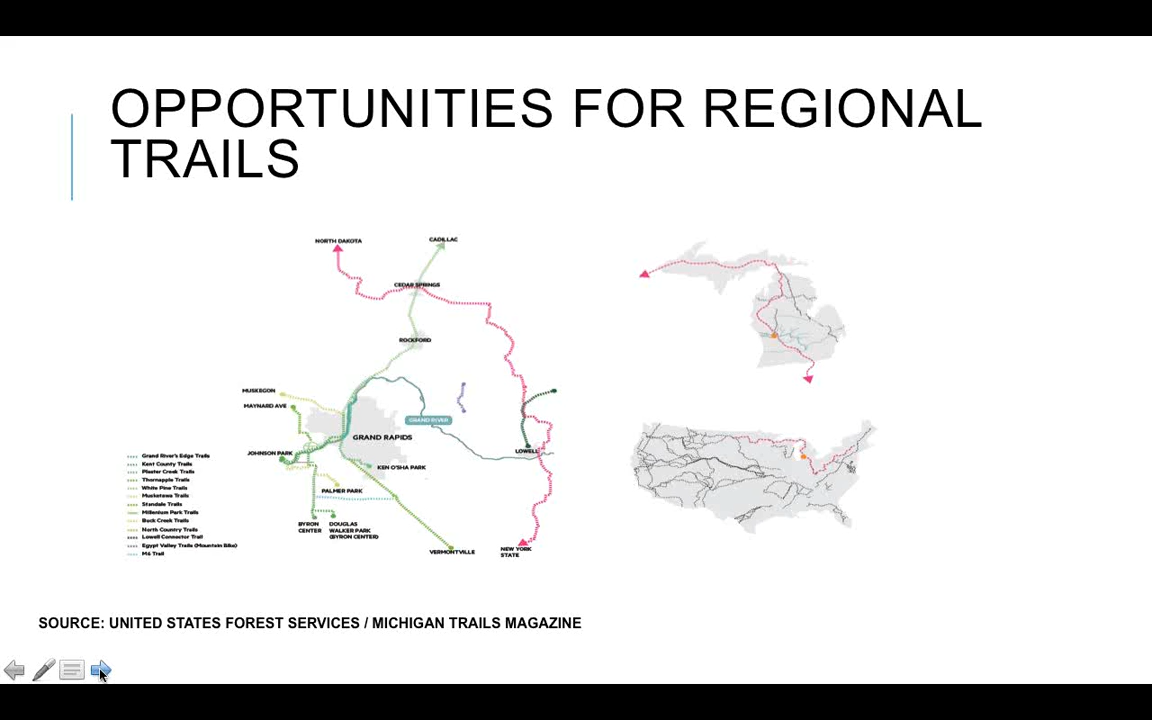 OPPORTUNITIES FOR REGIONAL
TRAILS
NORTH DAKOTA
CADILLAC
CEDAR SPRINGS
ROCKFORD
MUSKEGON
MAYNARD AVE
GRAND RIVER
GRAND RAPIDS
JOHNSON PARK
LOWELL
KEN O'SHA PARK
PALMER PARK
BYRON
CENTER
DOUGLAS
WALKER PARK
(BYRON CENTER)
VERMONTVILLE
NEW YORK
STATE
Grand River's Edge Trails
Kent County Trails
Plaster Creek Trails
Thornapple Trails
White Pine Trails
Musketawa Trails
Standale Trails
Millenium Park Trails
Buck Creek Trails
North Country Trails
Lowell Connector Trail
Egypt Valley Trails (Mountain Bike)
M6 Trail
SOURCE: UNITED STATES FOREST SERVICES / MICHIGAN TRAILS MAGAZINE